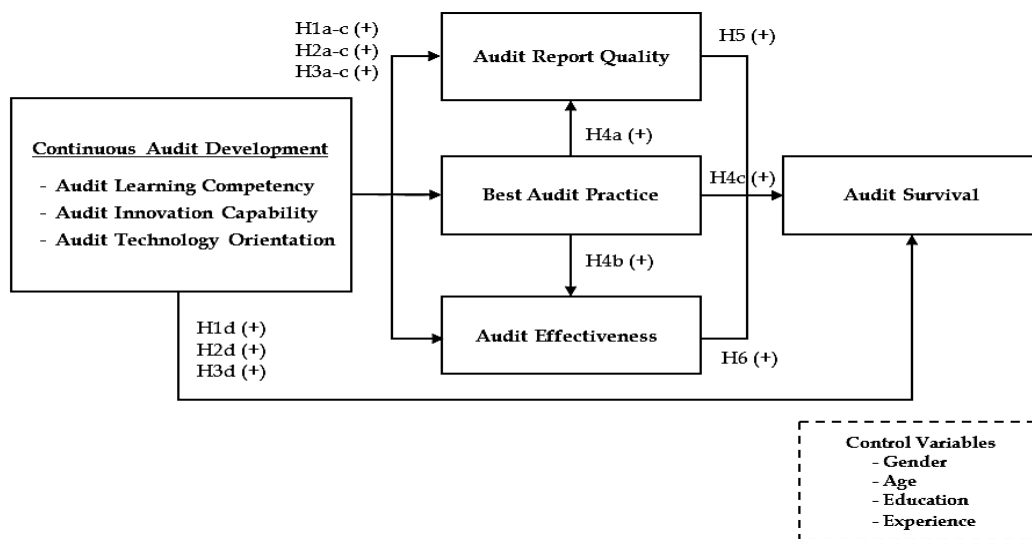 H1a-c (+)
H2a-c (+)
H3a-c (+)
Audit Report Quality
H5 (+)
Continuous Audit Development
- Audit Learning Competency
- Audit Innovation Capability
- Audit Technology Orientation
H4a (+)
Best Audit Practice
H4c (+)
Audit Survival
H4b (+)
Audit Effectiveness
H6 (+)
H1d (+)
H2d (+)
H3d (+)
Control Variables
- Gender
- Age
- Education
- Experience